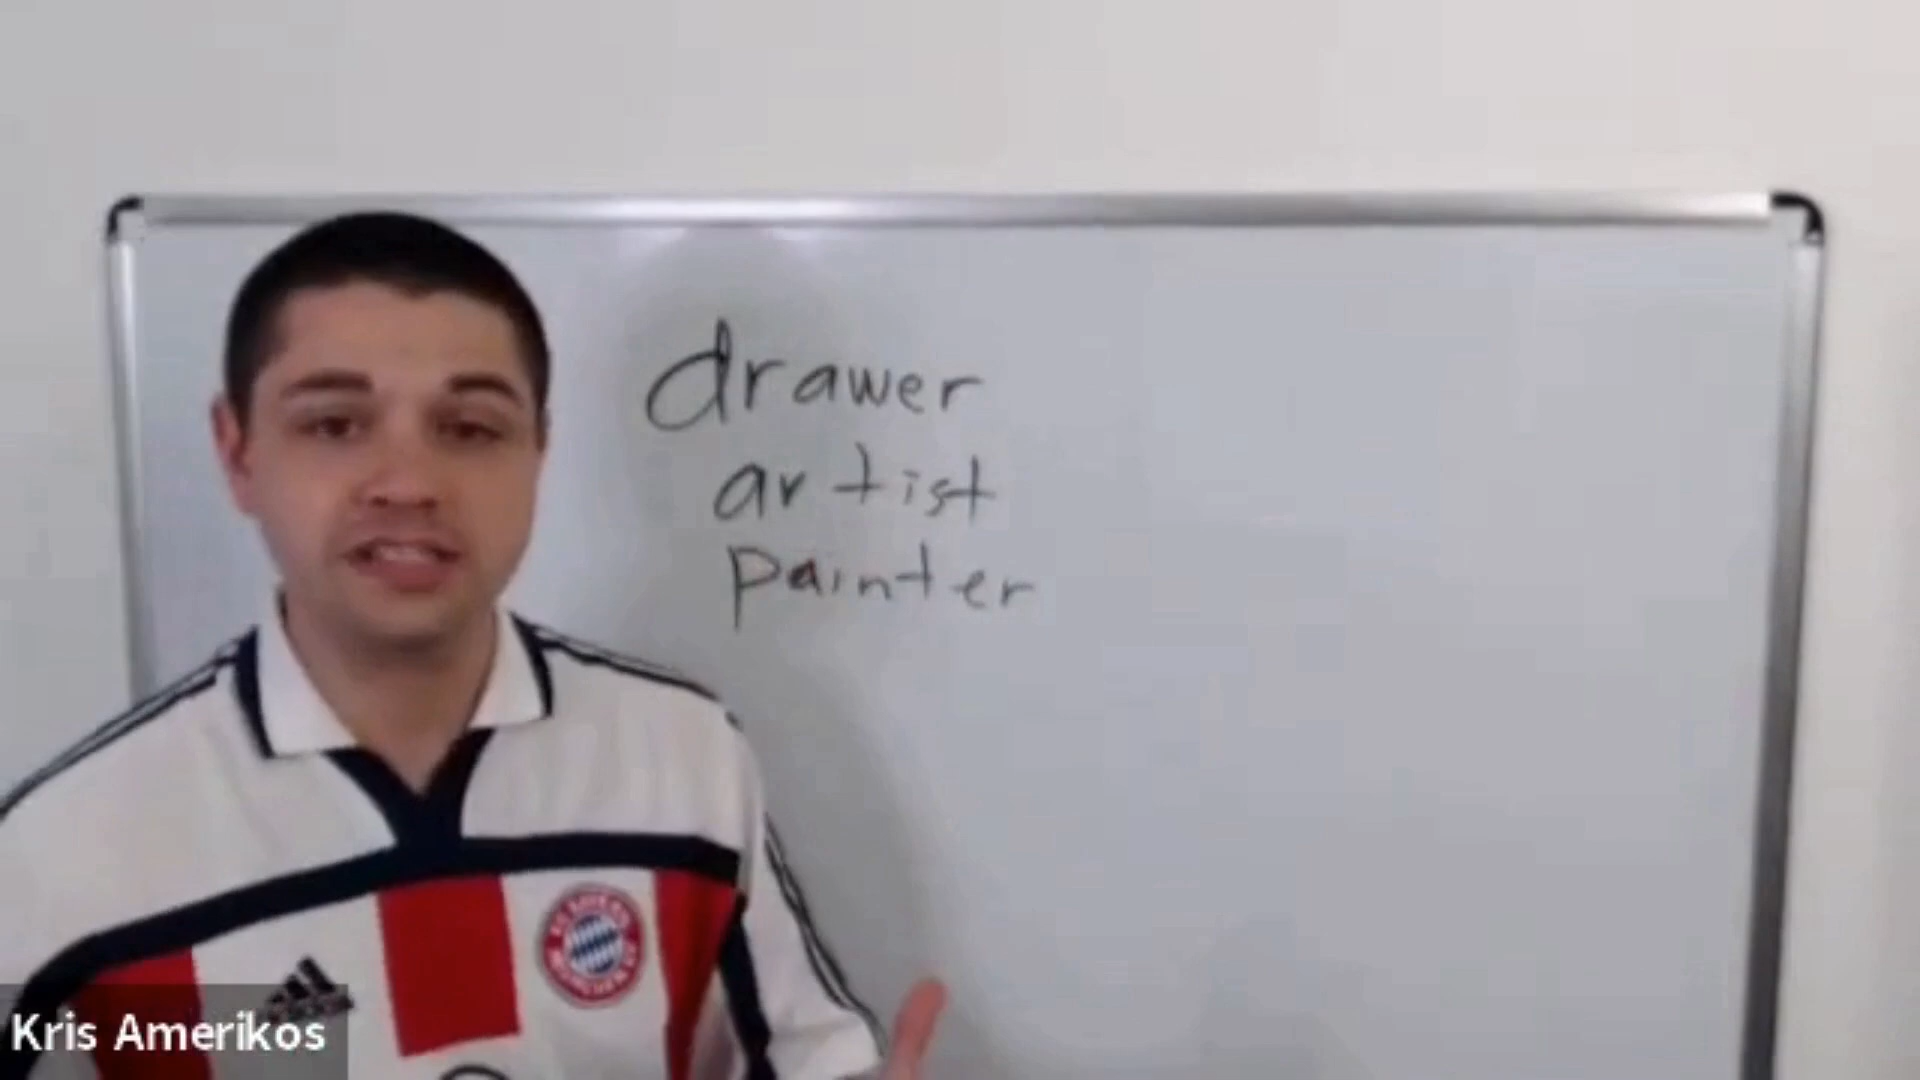 drawer
artist
painter
Kris Amerikos